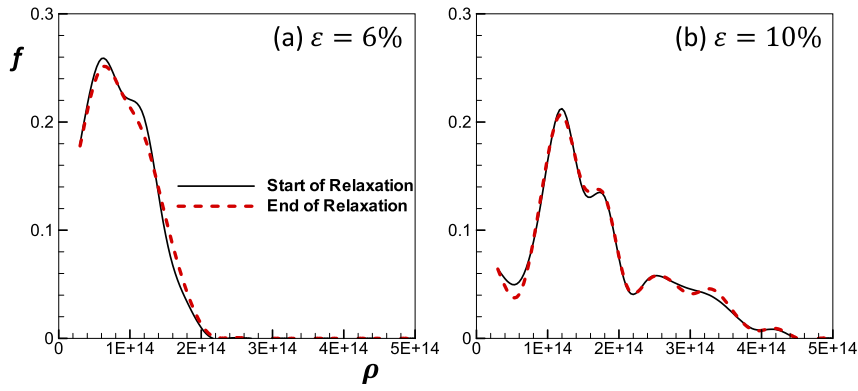 0.3
0.2
0.1
0
f
(a) ε = 6%
Start of Relaxation
End of Relaxation
0 1E+14 2E+14 3E+14 4E+14 5E+14
ρ
0.3
0.2
0.1
0
(b) ε = 10%
0 1E+14 2E+14 3E+14 4E+14 5E+14